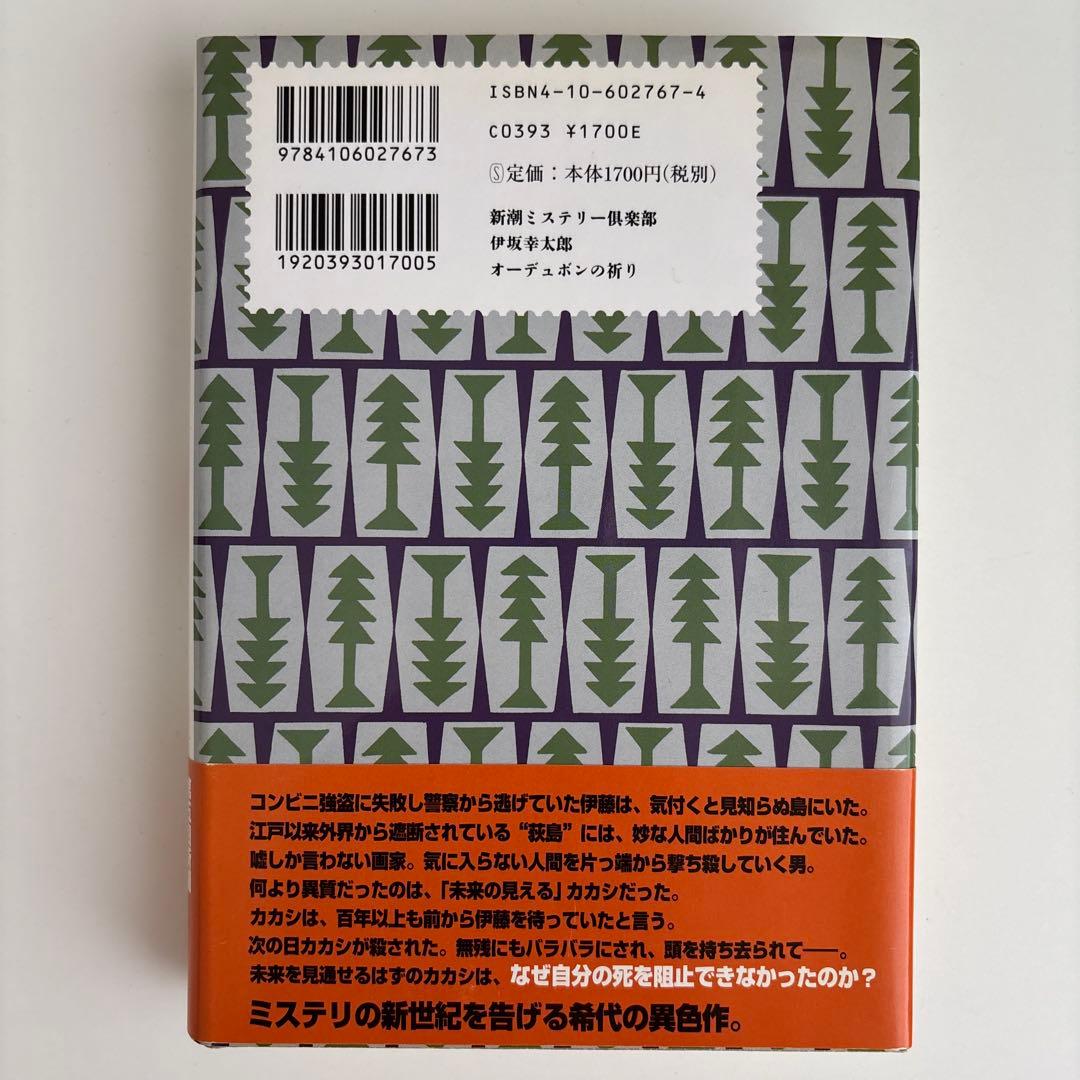 ISBN4-10-602767-4
C0393 ¥1700E
9784106027673
Ⓢ定価：本体1700円(税別)
1920393017005
新潮ミステリー倶楽部
伊坂幸太郎
オーデュボンの祈り
コンビニ強盗に失敗し警察から逃げていた伊藤は、気付くと見知らぬ島にいた。
江戸以来外界から遮断されている“荻島”には、妙な人間ばかりが住んでいた。
嘘しか言わない画家。気に入らない人間を片っ端から撃ち殺していく男。
何より異質だったのは、「未来の見える」カカシだった。
カカシは、百年以上も前から伊藤を待っていたと言う。
次の日カカシが殺された。無残にもバラバラにされ、頭を持ち去られて――。
未来を見通せるはずのカカシは、なぜ自分の死を阻止できなかったのか？
ミステリの新世紀を告げる希代の異色作。